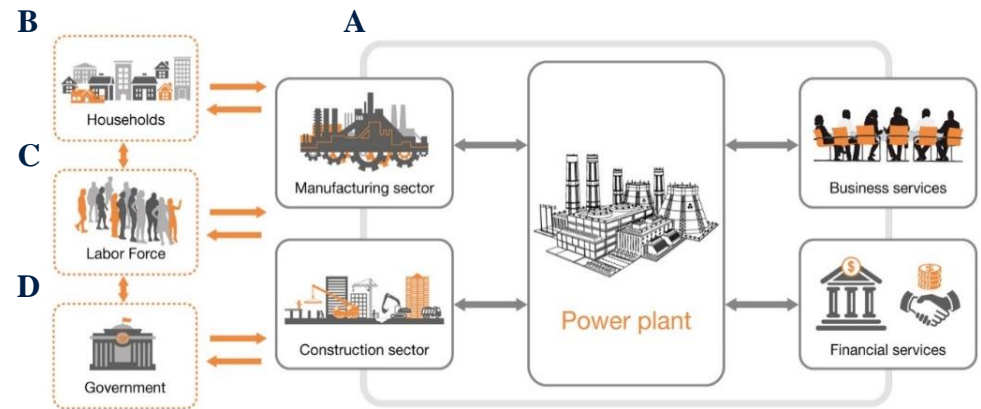 B
A
Households
C
Manufacturing sector
Business services
Labor Force
D
Power plant
$
Construction sector
Financial services
Government